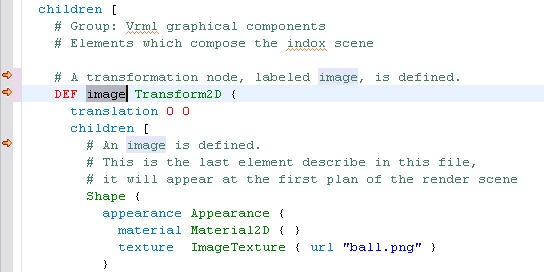 children [
# Group: Vrml graphical components
# Elements which compose the indox scene
# A transformation node, labeled image, is defined.
DEF image Transform2D {
translation 0 0
children [
# An image is defined.
# This is the last element describe in this file,
# it will appear at the first plan of the render scene
Shape {
appearance Appearance {
material Material2D { }
texture ImageTexture { url "ball.png" }
}